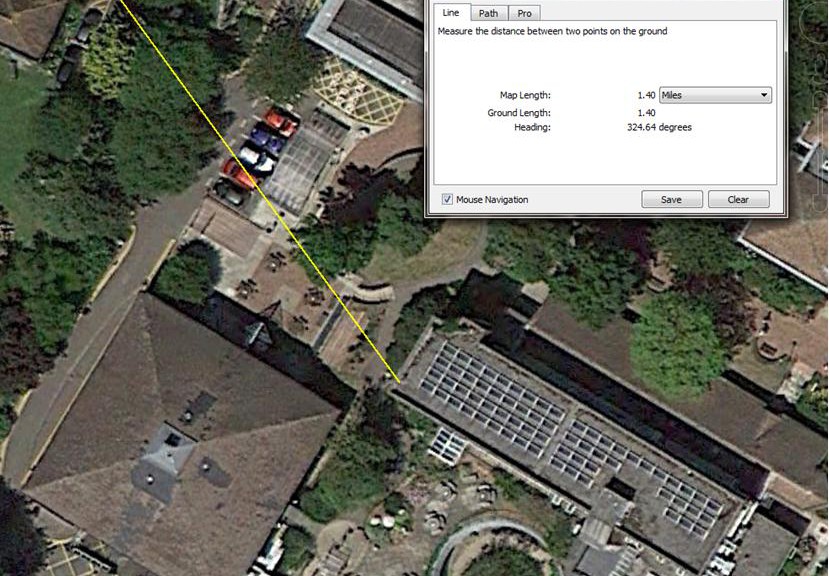 Line Path Pro
Measure the distance between two points on the ground
Map Length: 1.40 Miles
Ground Length: 1.40
Heading: 324.64 degrees
Mouse Navigation Save Clear